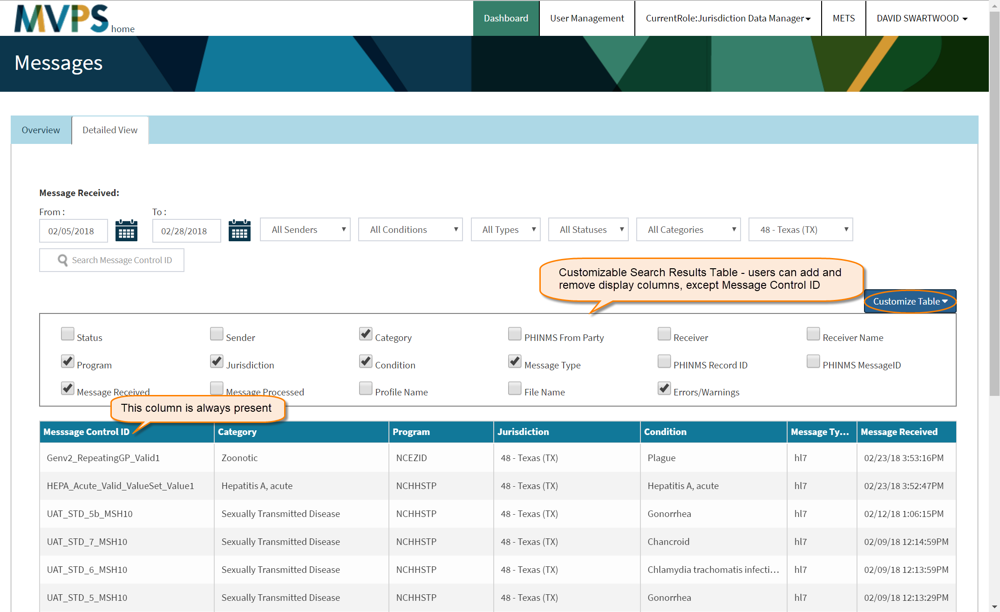 MVPS home
Dashboard
User Management
CurrentRole:Jurisdiction Data Manager
METS
DAVID SWARTWOOD
Messages
Overview
Detailed View
Message Received:
From :
To :
02/05/2018
02/28/2018
All Senders
All Conditions
All Types
All Statuses
All Categories
48 - Texas (TX)
Search Message Control ID
Customizable Search Results Table - users can add and
remove display columns, except Message Control ID
Customize Table
Status Sender Category PHINMS From Party Receiver Receiver Name
Program Jurisdiction Condition Message Type PHINMS Record ID PHINMS MessageID
Message Received Message Processed Profile Name File Name Errors/Warnings
This column is always present
Messsage Control ID Category Program Jurisdiction Condition Message Ty... Message Received
Genv2_RepeatingGP_Valid1 Zoonotic NCEZID 48 - Texas (TX) Plague hl7 02/23/18 3:53:16PM
HEPA_Acute_Valid_ValueSet_Value1 Hepatitis A, acute NCHHSTP 48 - Texas (TX) Hepatitis A, acute hl7 02/23/18 3:52:47PM
UAT_STD_5b_MSH10 Sexually Transmitted Disease NCHHSTP 48 - Texas (TX) Gonorrhea hl7 02/12/18 1:06:15PM
UAT_STD_7_MSH10 Sexually Transmitted Disease NCHHSTP 48 - Texas (TX) Chancroid hl7 02/09/18 12:14:59PM
UAT_STD_6_MSH10 Sexually Transmitted Disease NCHHSTP 48 - Texas (TX) Chlamydia trachomatis infecti... hl7 02/09/18 12:13:59PM
UAT_STD_5_MSH10 Sexually Transmitted Disease NCHHSTP 48 - Texas (TX) Gonorrhea hl7 02/09/18 12:13:29PM